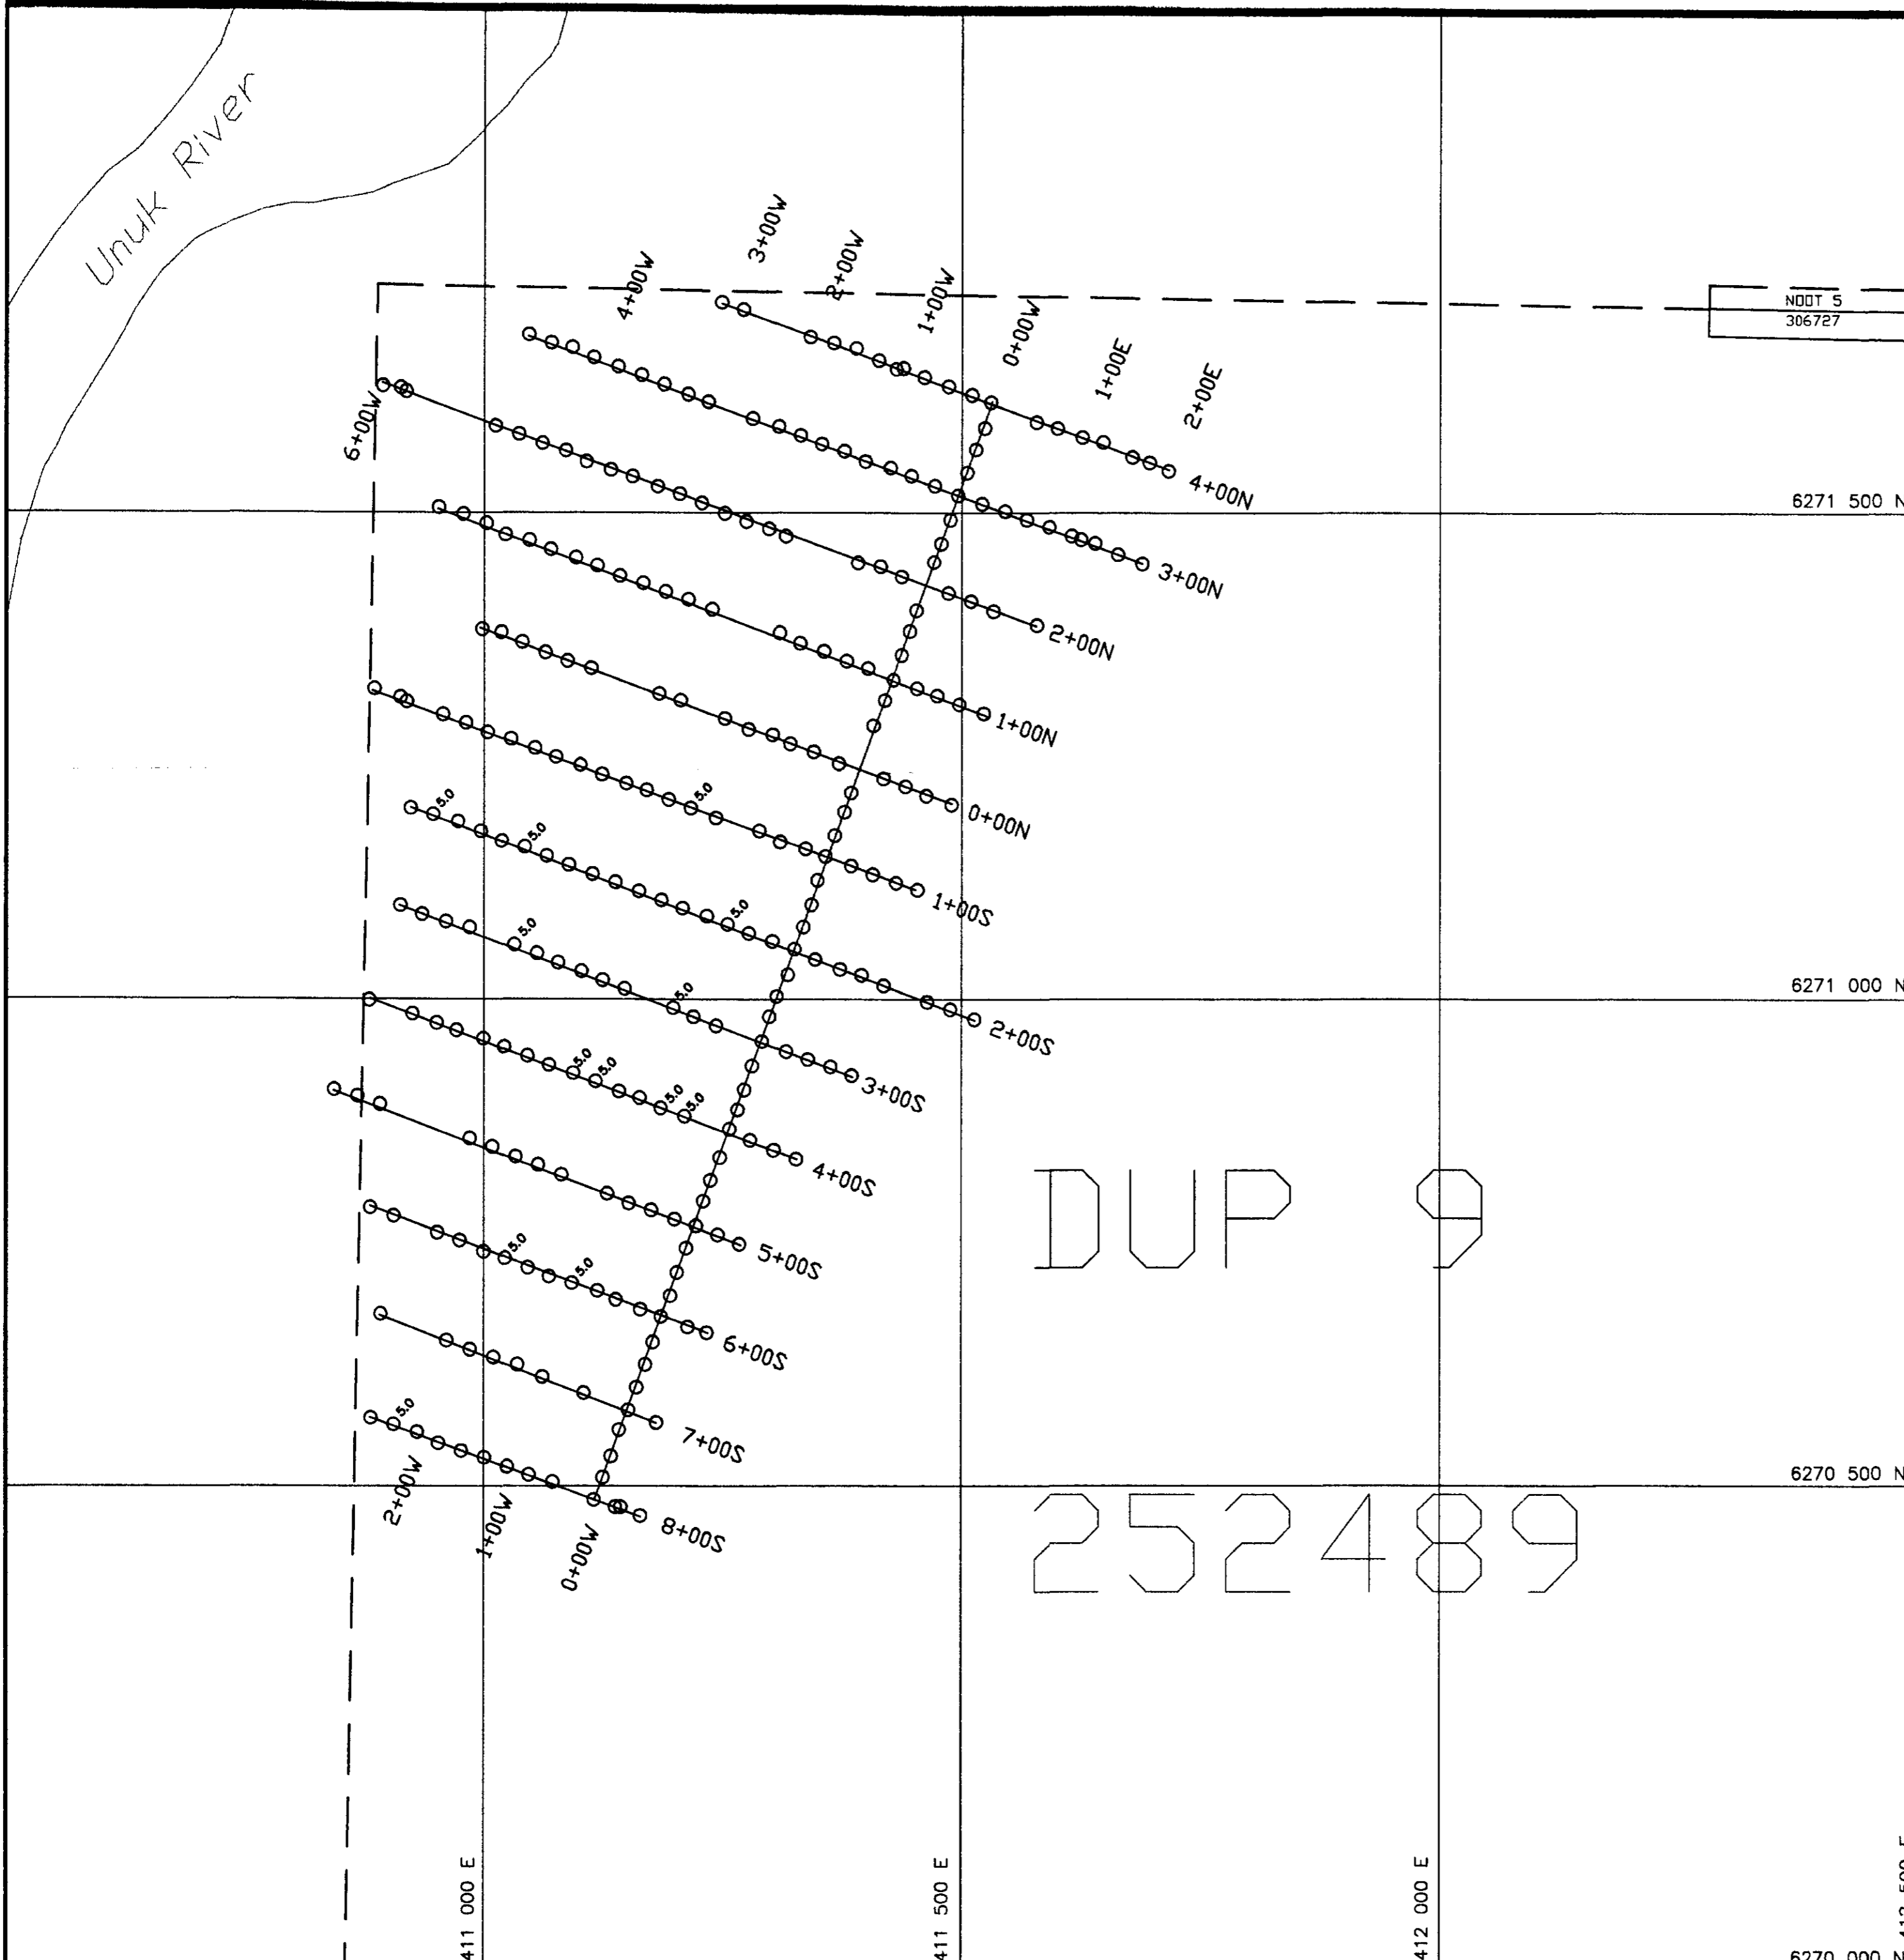 Unuk River
3+00W
2+00W
4+00W
1+00W
0+00W
1+00E
2+00E
NOOT 5
306727
6+00W
4+00N
6271 500 N
3+00N
2+00N
1+00N
0+00N
5.0
5.0
5.0
1+00S
5.0
5.0
6271 000 N
5.0
2+00S
5.0
5.0
3+00S
5.0
5.0
4+00S
DUP 9
5.0
5+00S
5.0
6+00S
5.0
7+00S
6270 500 N
2+00W
1+00W
0+00W
8+00S
252489
411 000 E
411 500 E
412 000 E
6270 000 N